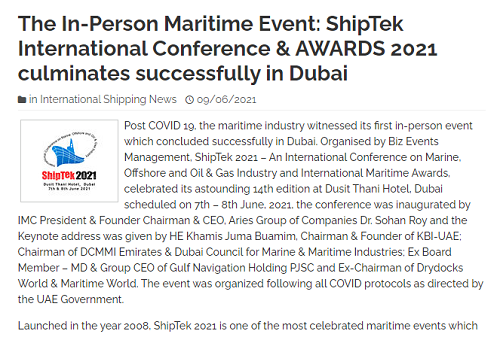 The In-Person Maritime Event: ShipTek
International Conference & AWARDS 2021
culminates successfully in Dubai
in International Shipping News 09/06/2021
ShipTek2021
Dusit Thani Hotel, Dubai
7th & 8th June, 2021
Post COVID 19, the maritime industry witnessed its first in-person event
which concluded successfully in Dubai. Organised by Biz Events
Management, ShipTek 2021 – An International Conference on Marine,
Offshore and Oil & Gas Industry and International Maritime Awards,
celebrated its astounding 14th edition at Dusit Thani Hotel, Dubai
scheduled on 7th – 8th June, 2021, the conference was inaugurated by
IMC President & Founder Chairman & CEO, Aries Group of Companies Dr. Sohan Roy and the
Keynote address was given by HE Khamis Juma Buamim, Chairman & Founder of KBI-UAE;
Chairman of DCMMI Emirates & Dubai Council for Marine & Maritime Industries; Ex Board
Member – MD & Group CEO of Gulf Navigation Holding PJSC and Ex-Chairman of Drydocks
World & Maritime World. The event was organized following all COVID protocols as directed by
the UAE Government.
Launched in the year 2008, ShipTek 2021 is one of the most celebrated maritime events which